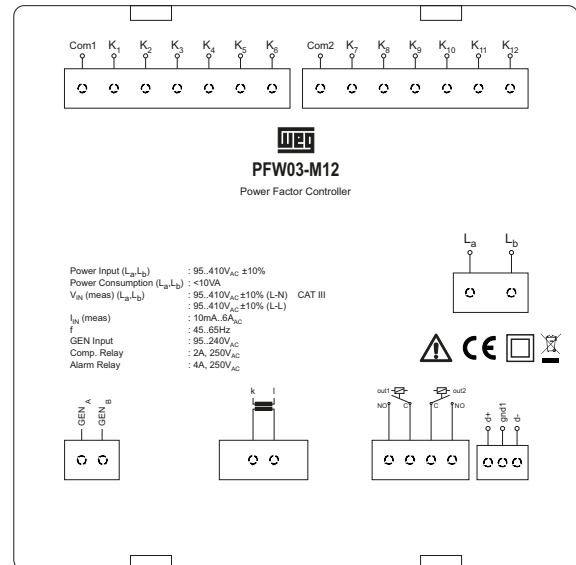 Com1 K1 K2 K3 K4 K5 K6 Com2 K7 K8 K9 K10 K11 K12
WEG
PFW03-M12
Power Factor Controller
La Lb
Power Input (La,Lb) : 95..410VAC ±10%
Power Consumption (La,Lb) : <10VA
VIN (meas) (La,Lb) : 95..410VAC ±10% (L-N) CAT III
: 95..410VAC ±10% (L-L)
IIN (meas) : 10mA..6AAC
f : 45..65Hz
GEN Input : 95..240VAC
Comp. Relay : 2A, 250VAC
Alarm Relay : 4A, 250VAC
CE
GEN A GEN B
k l
out1 out2
NO C C NO
d+ gnd1 d-